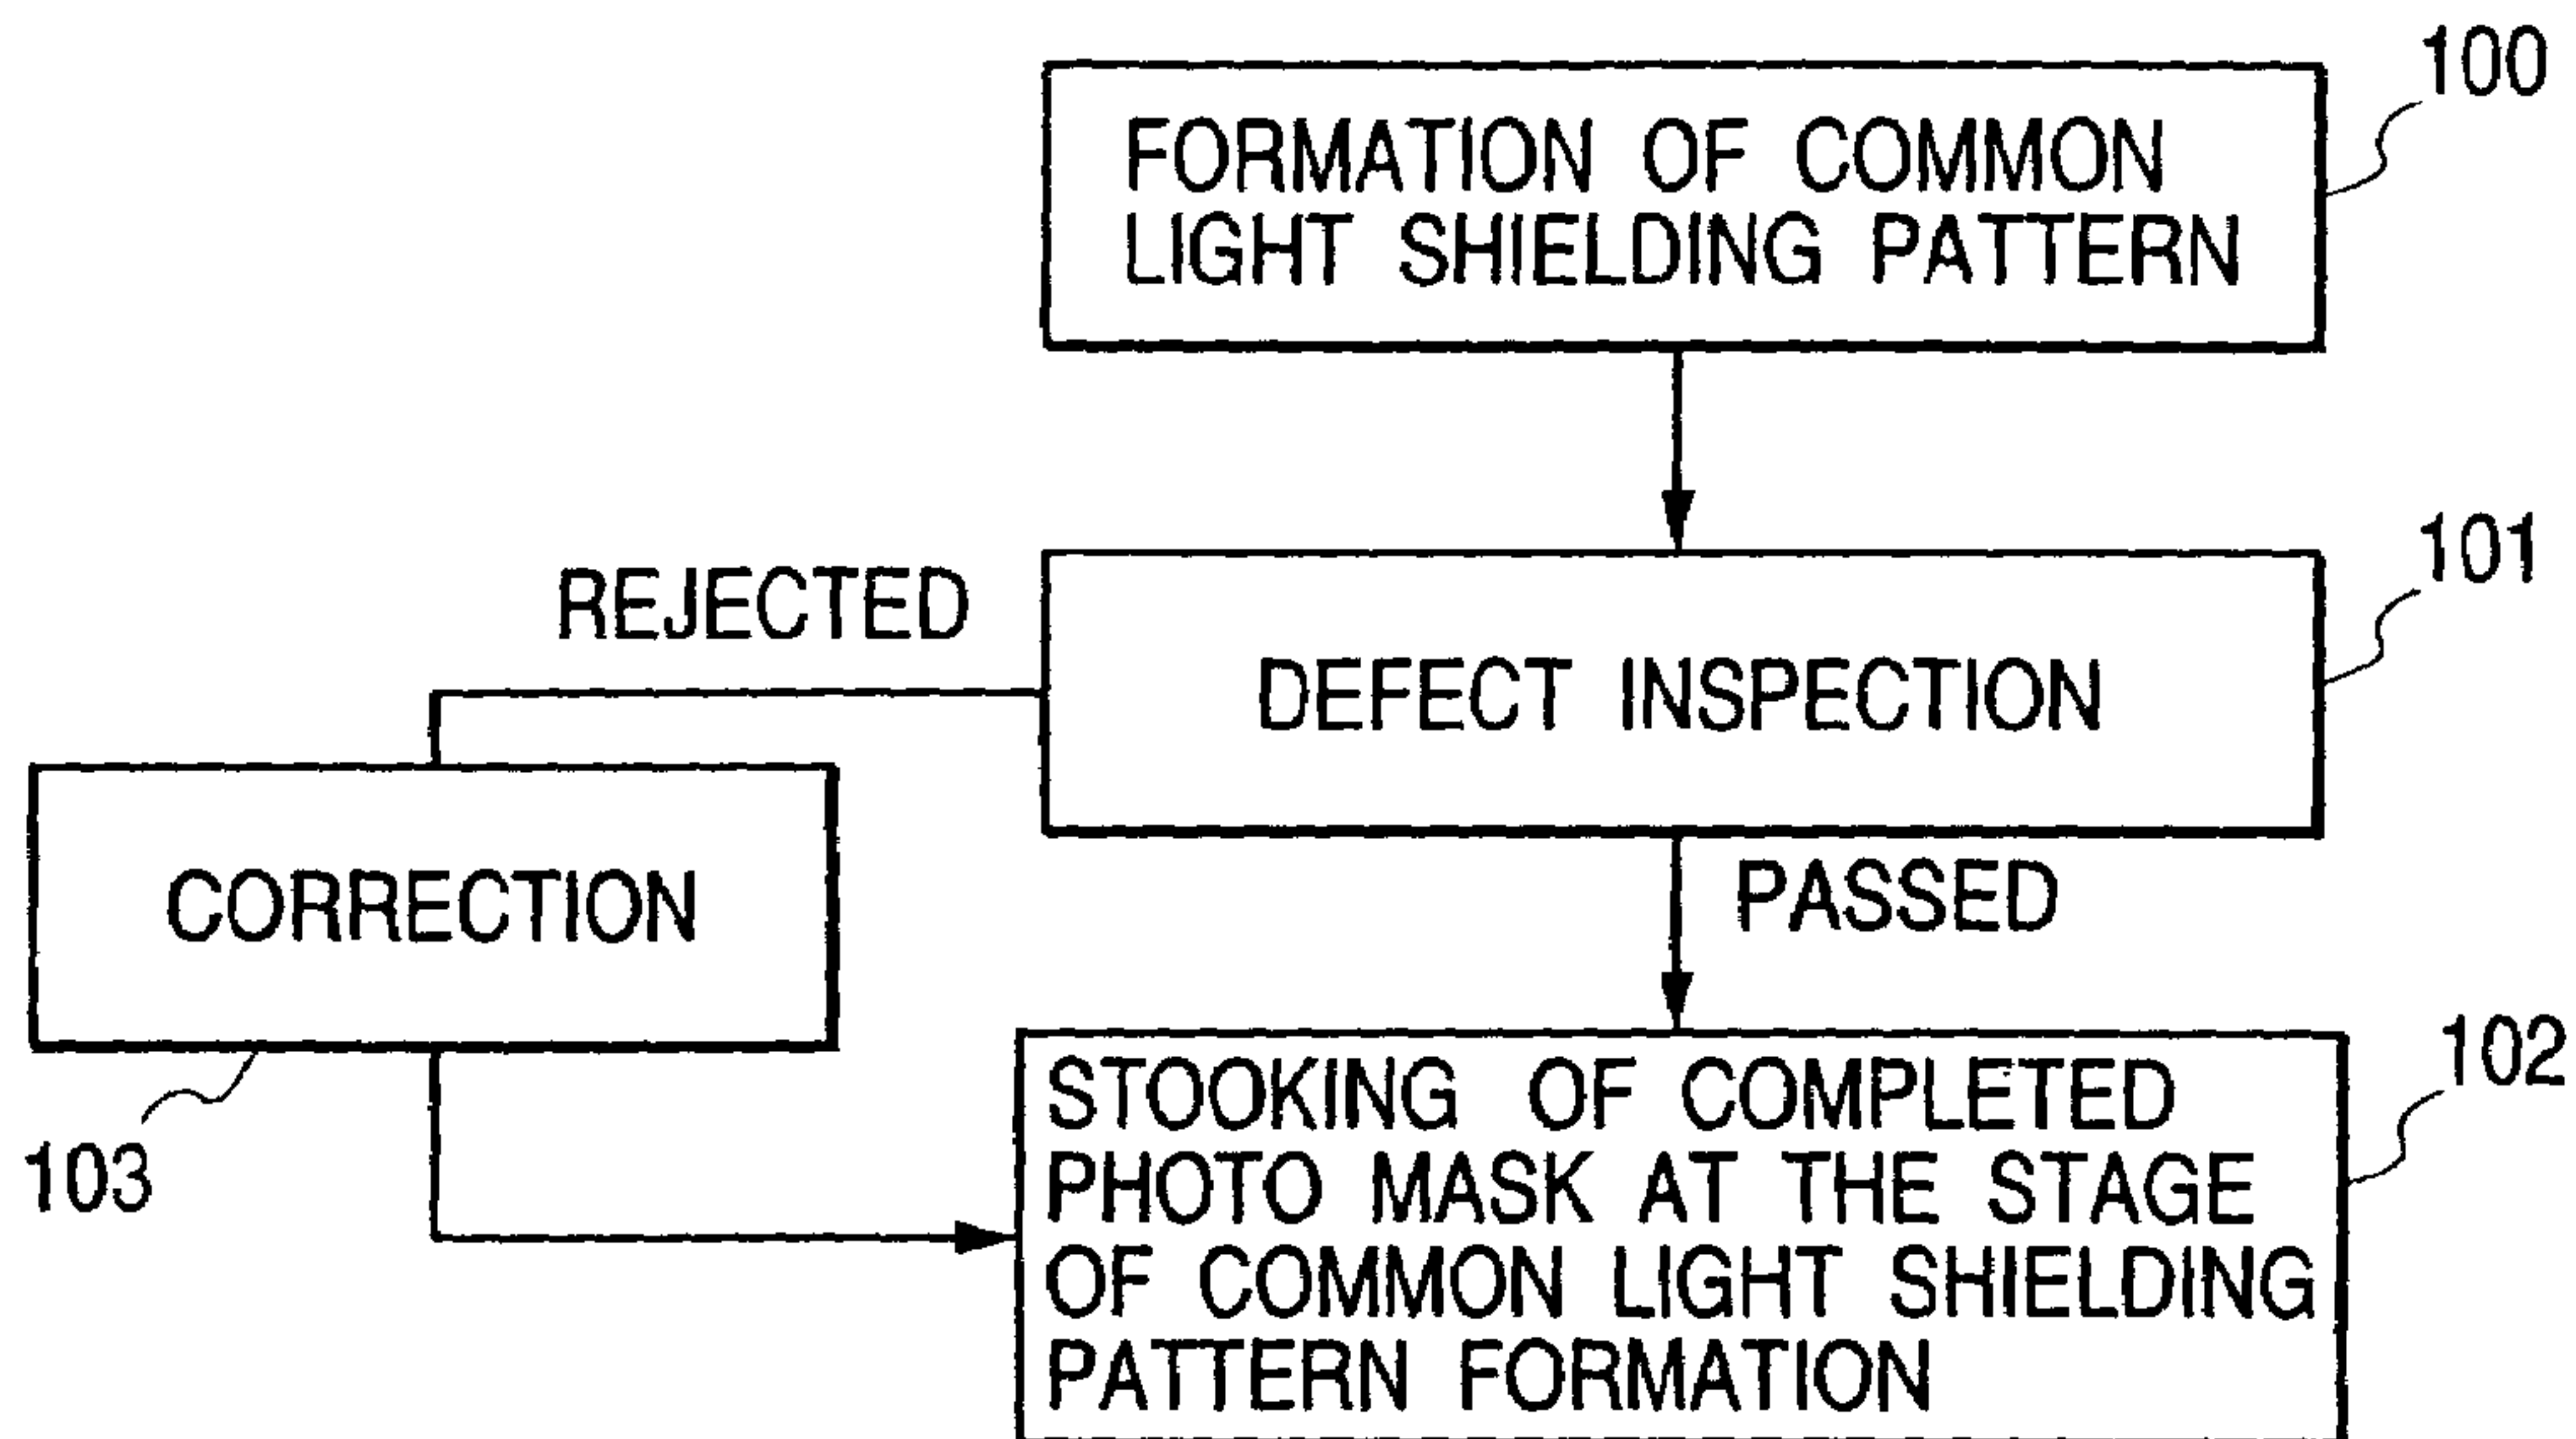 100
FORMATION OF COMMON
LIGHT SHIELDING PATTERN
101
REJECTED
DEFECT INSPECTION
PASSED
CORRECTION
103
102
STOOKING OF COMPLETED
PHOTO MASK AT THE STAGE
OF COMMON LIGHT SHIELDING
PATTERN FORMATION